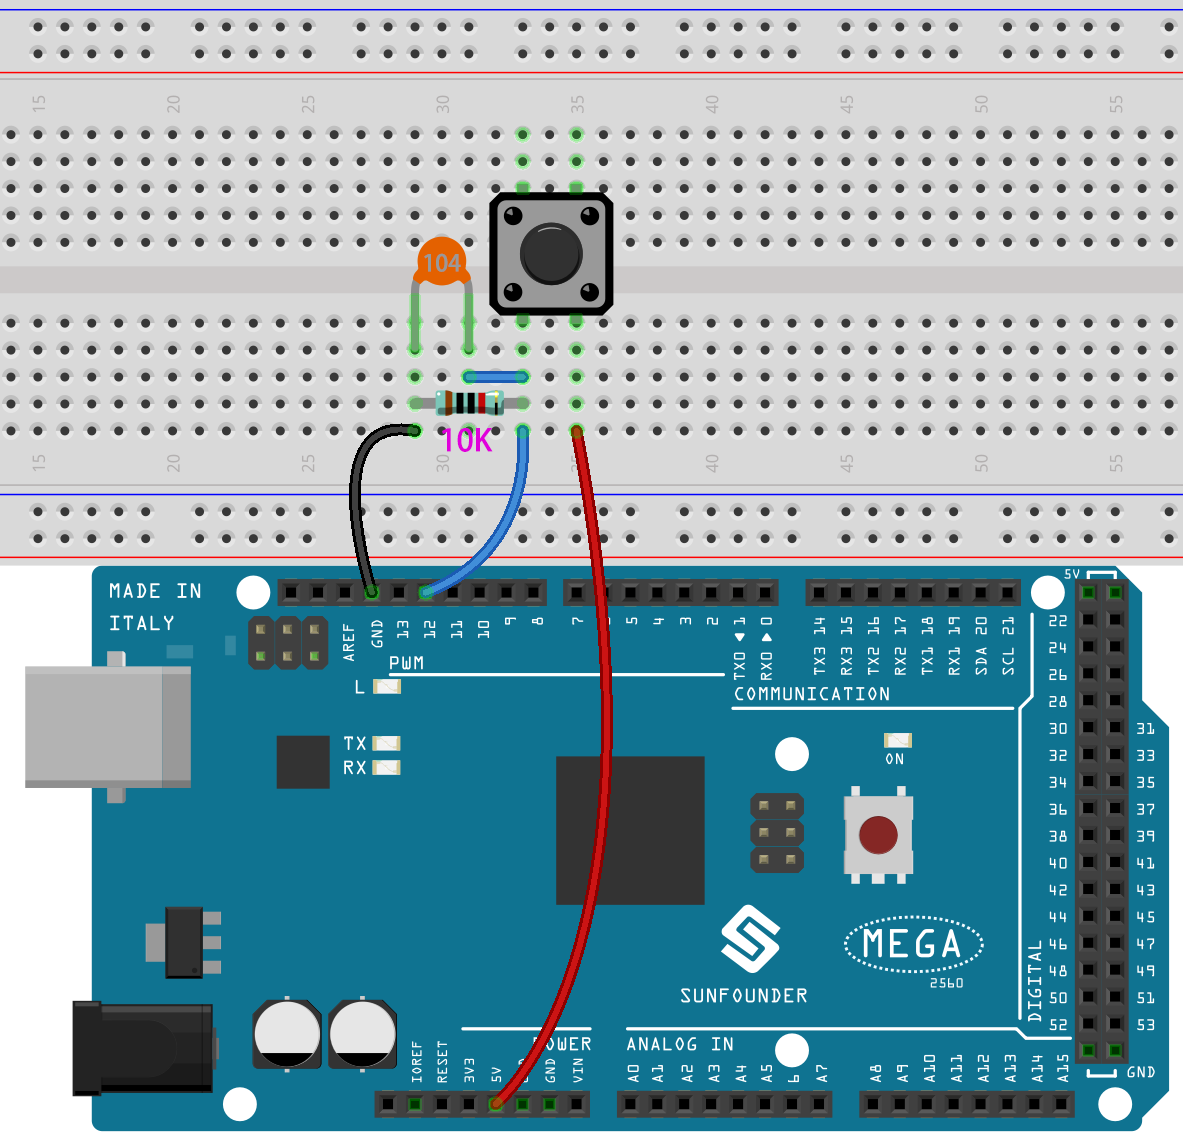 15 20 25 30 35 40 45 50 55
104
10K
15 20 25 30 35 40 45 50 55
MADE IN
ITALY
AREF GND 13 12 11 10 9 8 7 5 4 3 2 TX0 1 RX0 0 TX3 14 RX3 15 TX2 16 RX2 17 TX1 18 RX1 19 SDA 20 SCL 21
5V
PWM
COMMUNICATION
L
TX
RX
ON
22
24
26
28
30 31
32 33
34 35
36 37
38 39
40 41
42 43
44 45
46 47
48 49
50 51
52 53
DIGITAL
MEGA
2560
SUNFOUNDER
POWER
ANALOG IN
IOREF RESET 3V3 5V GND VIN A0 A1 A2 A3 A4 A5 6 A7 A8 A9 A10 A11 A12 A13 A14 A15
GND